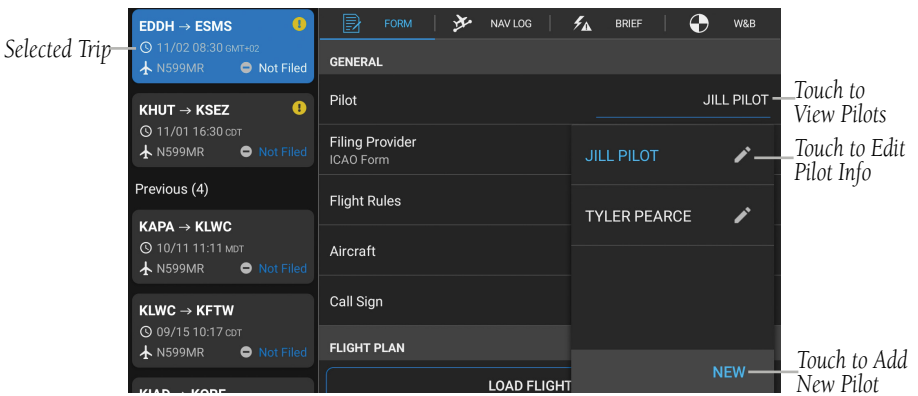 Selected Trip
EDDH → ESMS
11/02 08:30 GMT+02
N599MR Not Filed
KHUT → KSEZ
11/01 16:30 CDT
N599MR Not Filed
Previous (4)
KAPA → KLWC
10/11 11:11 MDT
N599MR Not Filed
KLWC → KFTW
09/15 10:17 CDT
N599MR Not Filed
FORM NAV LOG BRIEF W&B
GENERAL
Pilot JILL PILOT
Filing Provider
ICAO Form
Flight Rules
Aircraft
Call Sign
FLIGHT PLAN
LOAD FLIGHT
JILL PILOT
TYLER PEARCE
NEW
Touch to
View Pilots
Touch to Edit
Pilot Info
Touch to Add
New Pilot